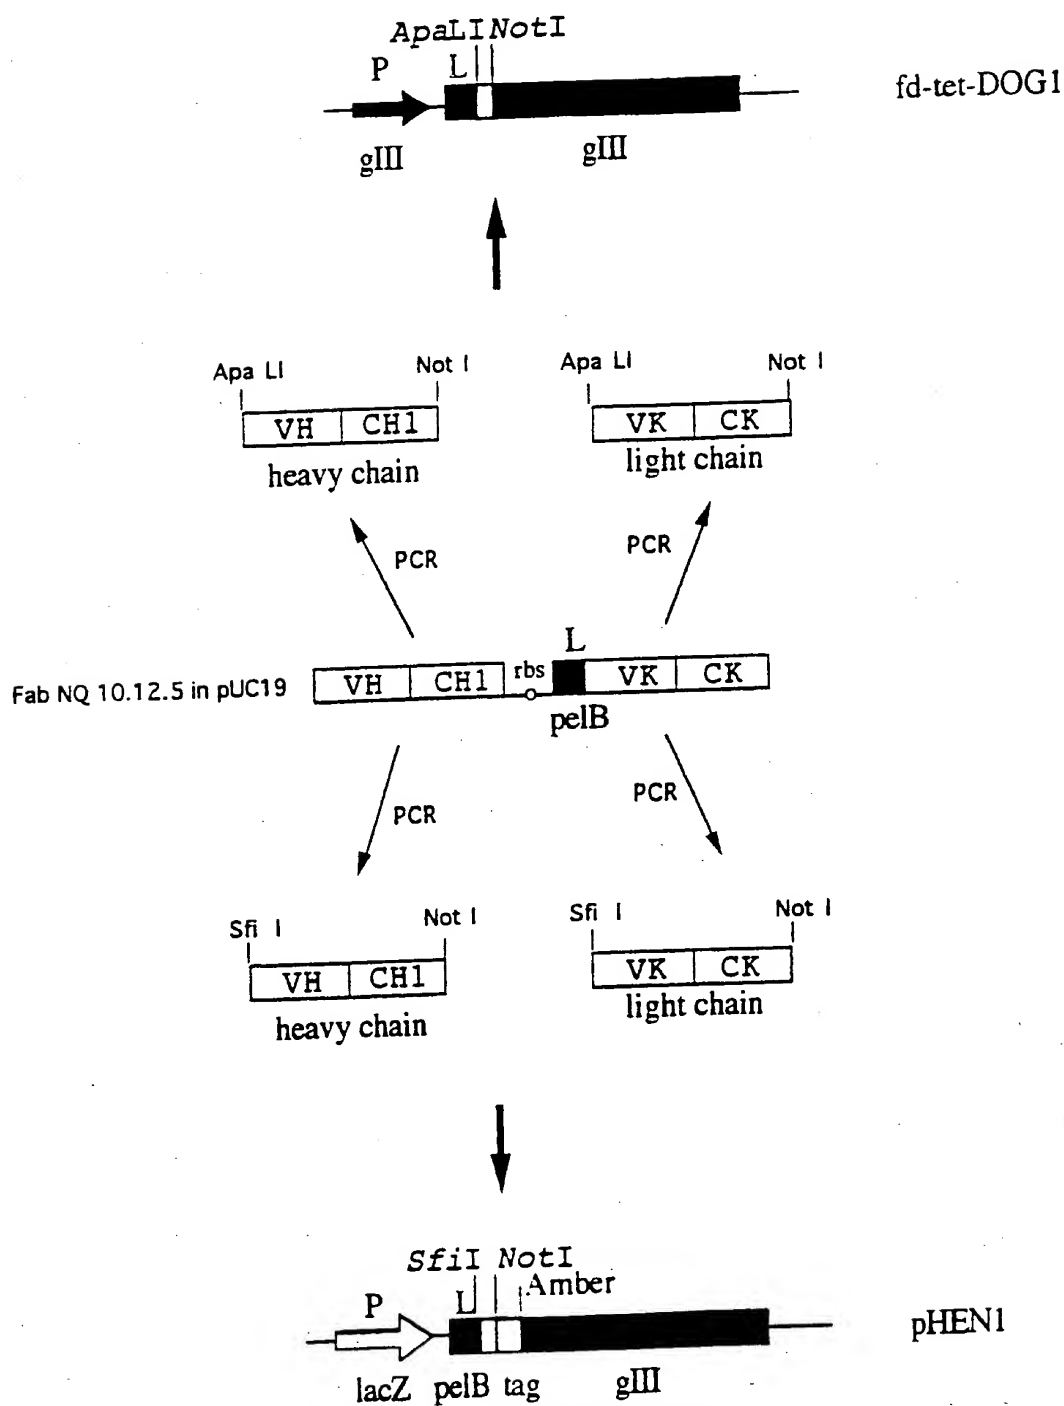 ApaLI NotI
P L
fd-tet-DOG1
gIII gIII
Apa LI Not I
VH CH1
heavy chain
Apa LI Not I
VK CK
light chain
PCR PCR
Fab NQ 10.12.5 in pUC19
VH CH1 rbs L VK CK
pelB
PCR PCR
Sfi I Not I
VH CH1
heavy chain
Sfi I Not I
VK CK
light chain
SfiI NotI
Amber
P L
pHEN1
lacZ pelB tag gIII